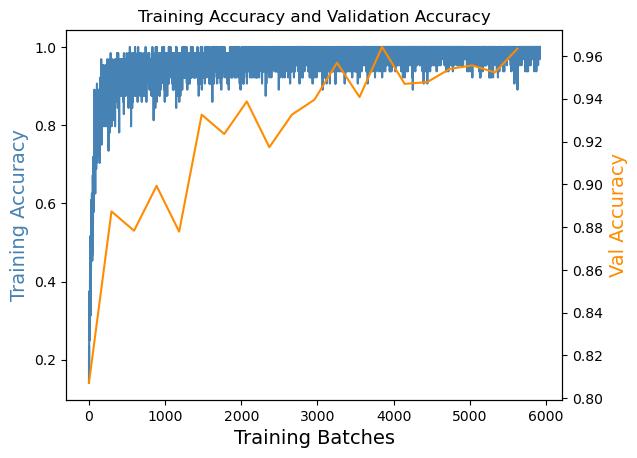 Training Accuracy and Validation Accuracy
1.0
0.8
0.6
0.4
0.2
Training Accuracy
0.96
0.94
0.92
0.90
0.88
0.86
0.84
0.82
0.80
Val Accuracy
0 1000 2000 3000 4000 5000 6000
Training Batches